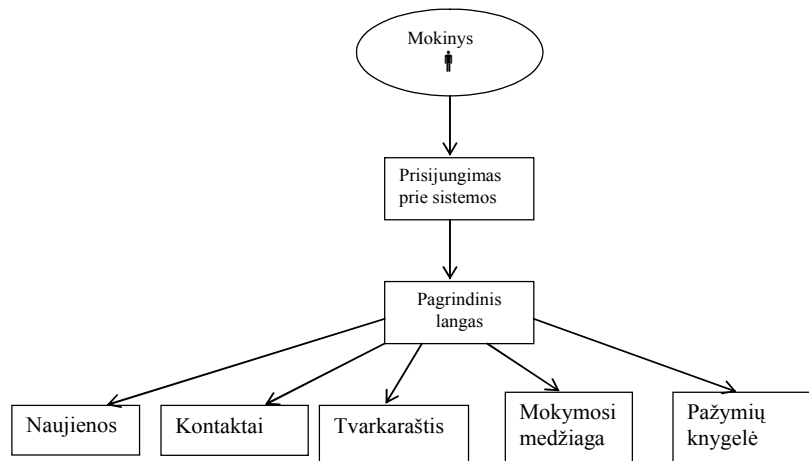 Mokinys
Prisijungimas
prie sistemos
Pagrindinis
langas
Naujienos
Kontaktai
Tvarkaraštis
Mokymosi
medžiaga
Pažymių
knygelė